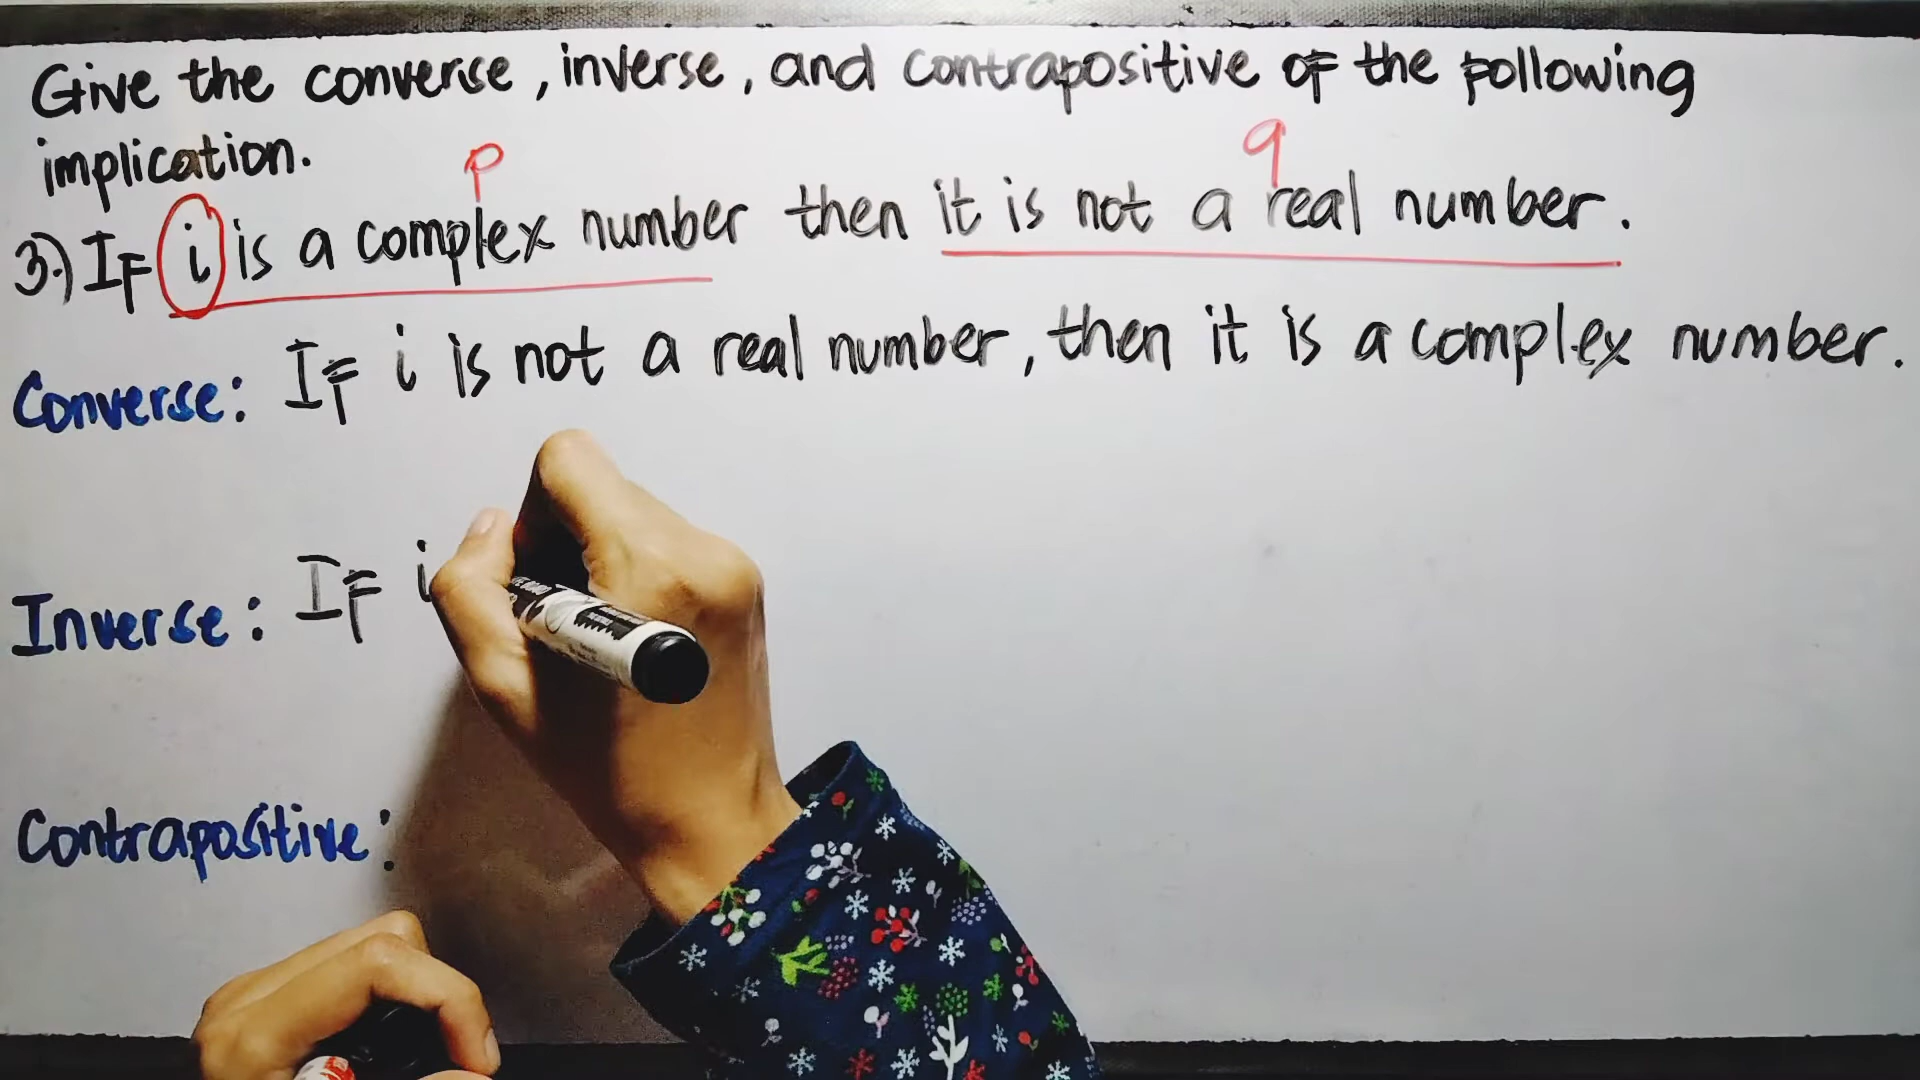 Give the converse, inverse, and contrapositive of the following
implication.
p q
3.) If i is a complex number then it is not a real number.
Converse: If i is not a real number, then it is a complex number.
Inverse: If i
Contrapositive: